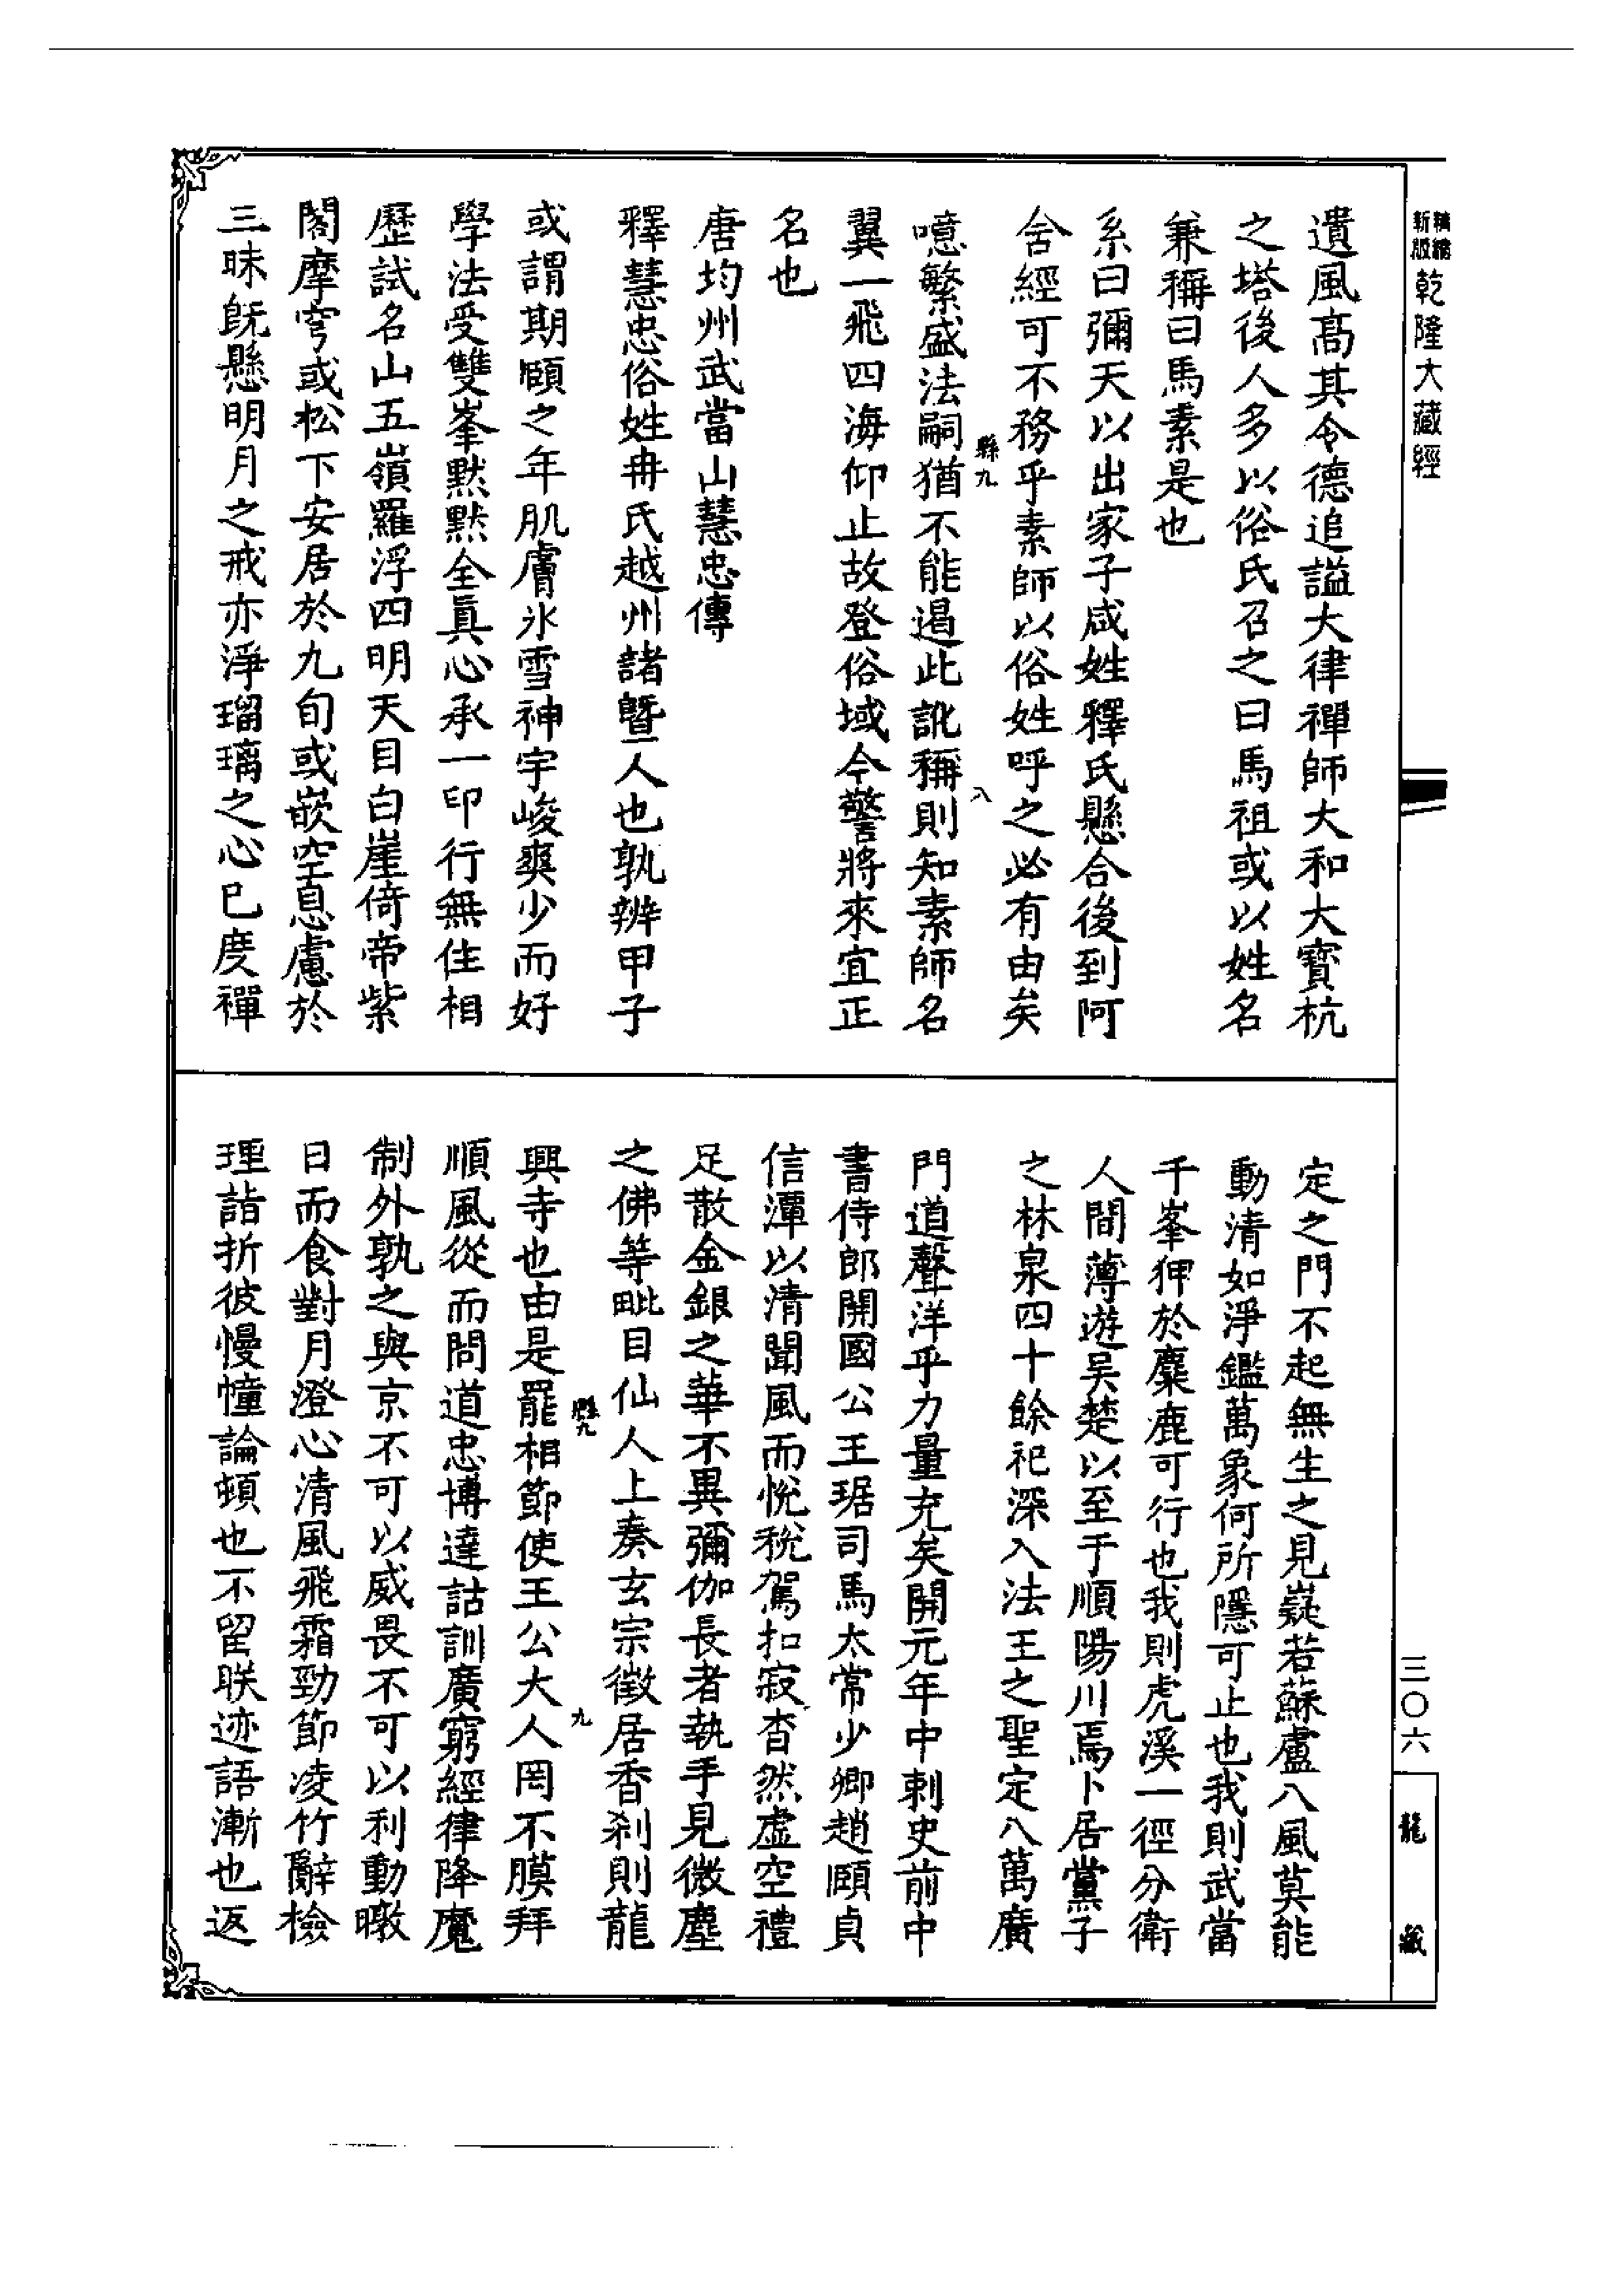 精縮新版乾隆大藏經
遺風髙其令德追謚大律禪師大和大寶杭
之塔後人多以俗氏召之曰馬祖或以姓名
兼稱曰馬素是也
系曰彌天以出家子咸姓釋氏懸合後到阿
含經可不務乎素師以俗姓呼之必有由矣
縣九
八
噫繁盛法嗣猶不能遏此訛稱則知素師名
翼一飛四海仰止故登俗域今警將來宜正
名也
唐均州武當山慧忠傳
釋慧忠俗姓冉氏越州諸曁人也孰辨甲子
或謂期頤之年肌膚氷雪神宇峻爽少而好
學法受雙峯默默全眞心承一印行無住相
歷試名山五嶺羅浮四明天目白崖倚帝紫
閣摩穹或松下安居於九旬或嵌空息慮於
三昧旣懸明月之戒亦淨瑠璃之心已度禪
定之門不起無生之見嶷若蘇盧八風莫能
動清如淨鑑萬象何所隱可止也我則武當
千峯狎於麋鹿可行也我則虎溪一徑分衛
人間薄遊吴楚以至于順陽川焉卜居黨子
之林泉四十餘祀深入法王之聖定八萬廣
門道聲洋乎力量充矣開元年中刺史前中
書侍郎開國公王琚司馬太常少卿趙頤貞
信潭以清聞風而悅稅駕扣寂杳然虛空禮
足散金銀之華不異彌伽長者執手見微塵
之佛等毗目仙人上奏玄宗徵居香刹則龍
縣九
九
興寺也由是罷相節使王公大人罔不膜拜
順風從而問道忠博達詁訓廣窮經律降魔
制外孰之與京不可以威畏不可以利動暾
日而食對月澄心清風飛霜勁節凌竹辭檢
理詣折彼慢幢論頓也不留朕迹語漸也返
三〇六
龍藏